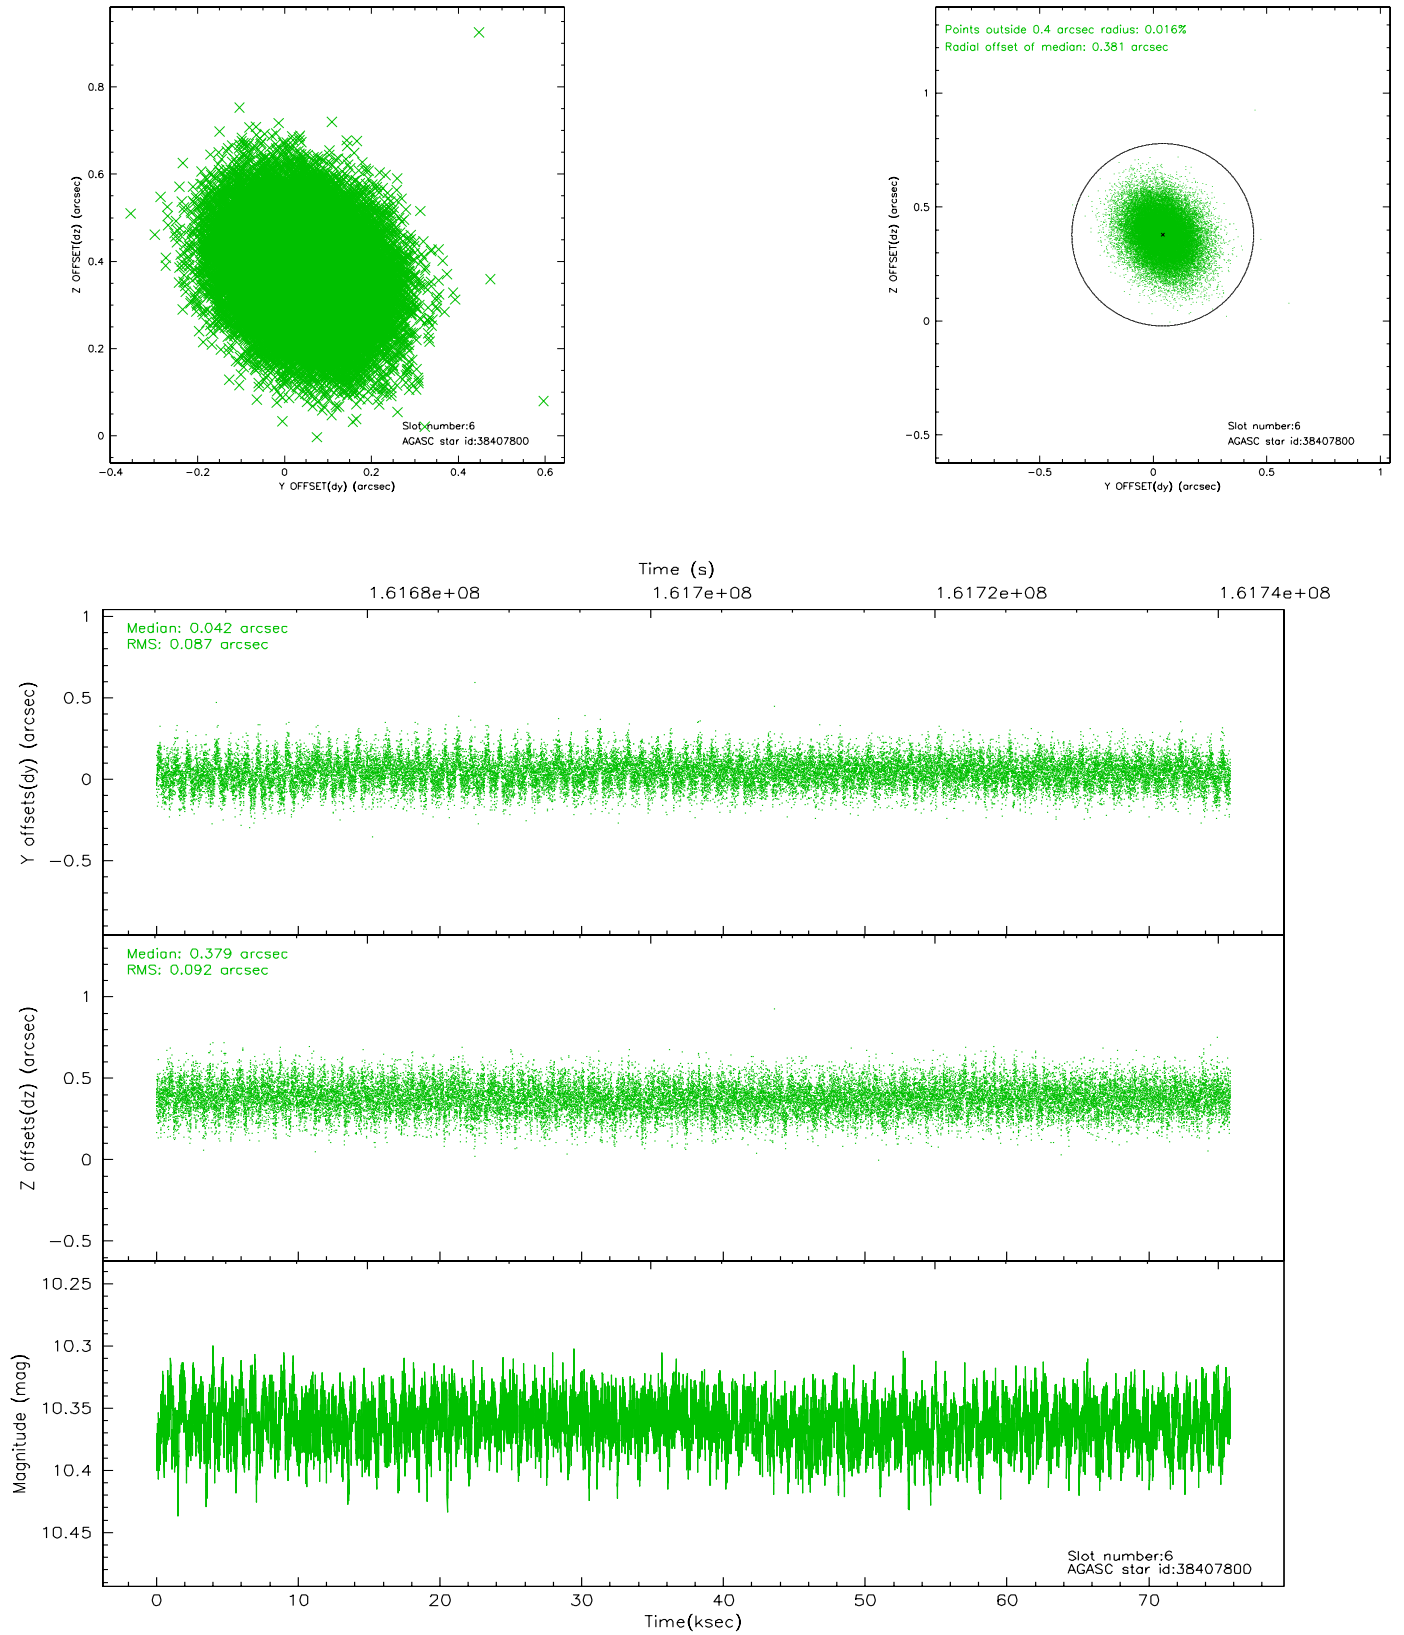 0.8
0.6
0.4
0.2
0
Z OFFSET(dz) (arcsec)
Slot number:6
AGASC star id:38407800
−0.4 −0.2 0 0.2 0.4 0.6
Y OFFSET(dy) (arcsec)
Points outside 0.4 arcsec radius: 0.016%
Radial offset of median: 0.381 arcsec
1
0.5
0
−0.5
Z OFFSET(dz) (arcsec)
Slot number:6
AGASC star id:38407800
−0.5 0 0.5 1
Y OFFSET(dy) (arcsec)
Time (s)
1.6168e+08 1.617e+08 1.6172e+08 1.6174e+08
Median: 0.042 arcsec
RMS: 0.087 arcsec
1
0.5
0
−0.5
Y offsets(dy) (arcsec)
Median: 0.379 arcsec
RMS: 0.092 arcsec
1
0.5
0
−0.5
Z offsets(dz) (arcsec)
10.25
10.3
10.35
10.4
10.45
Magnitude (mag)
Slot number:6
AGASC star id:38407800
0 10 20 30 40 50 60 70
Time(ksec)